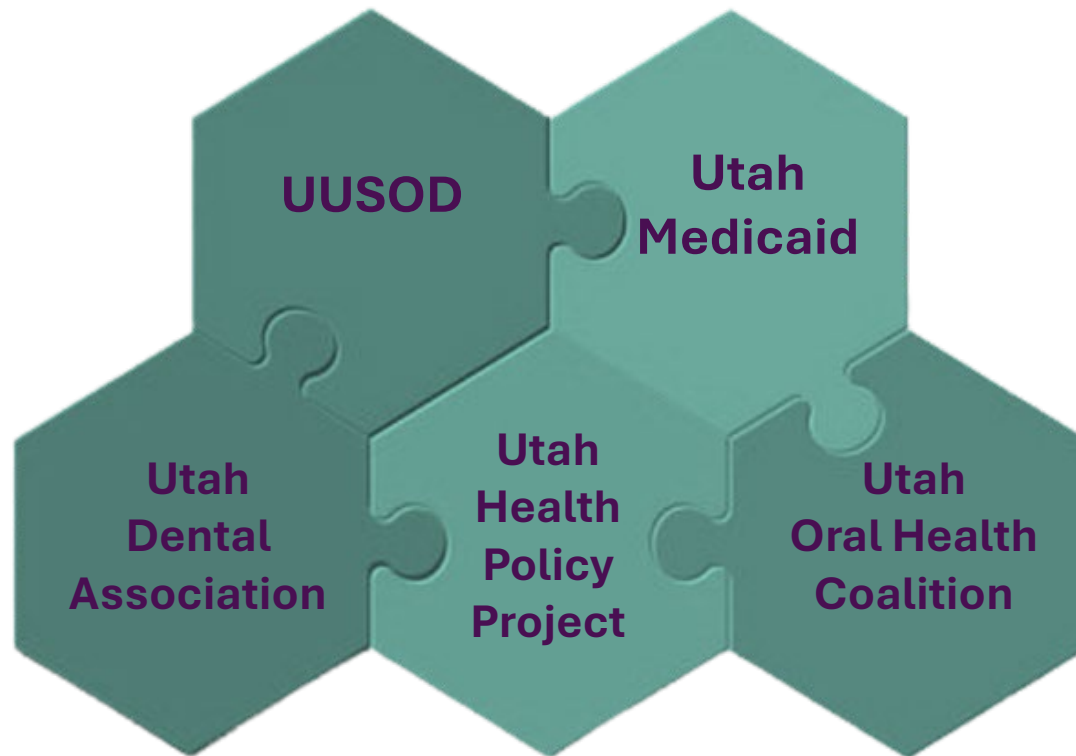 UUSOD
Utah
Medicaid
Utah
Dental
Association
Utah
Health
Policy
Project
Utah
Oral Health
Coalition